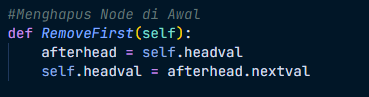 #Menghapus Node di Awal
def RemoveFirst(self):
    afterhead = self.headval
    self.headval = afterhead.nextval